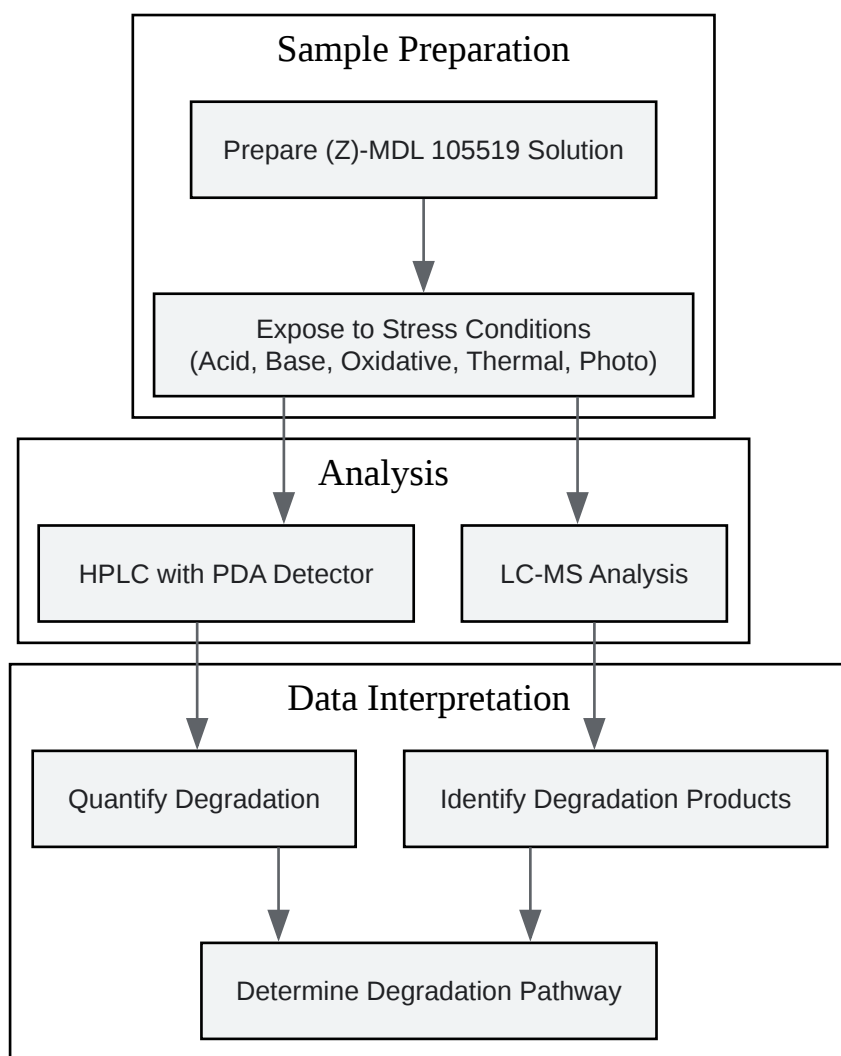 Sample Preparation
Prepare (Z)-MDL 105519 Solution
Expose to Stress Conditions
(Acid, Base, Oxidative, Thermal, Photo)
Analysis
HPLC with PDA Detector
LC-MS Analysis
Data Interpretation
Quantify Degradation
Identify Degradation Products
Determine Degradation Pathway